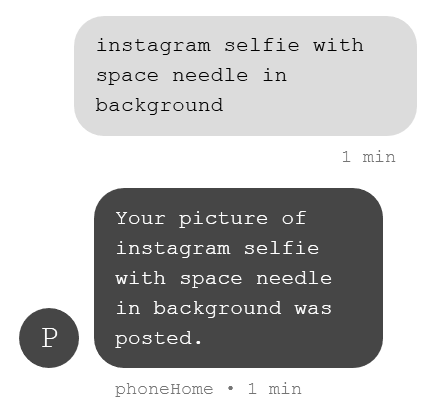 instagram selfie with
space needle in
background
1 min
Your picture of
instagram selfie
with space needle
in background was
posted.
P
phoneHome • 1 min